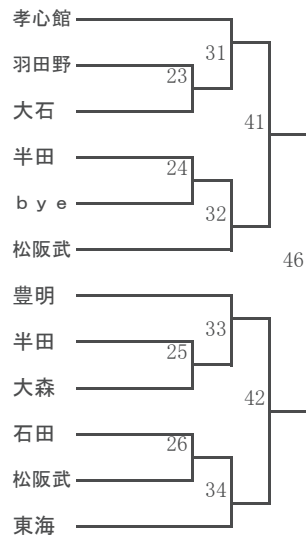 孝心館
31
羽田野
23
大石
41
半田
24
ｂｙｅ
32
松阪武
46
豊明
33
半田
25
大森
42
石田
26
松阪武
34
東海